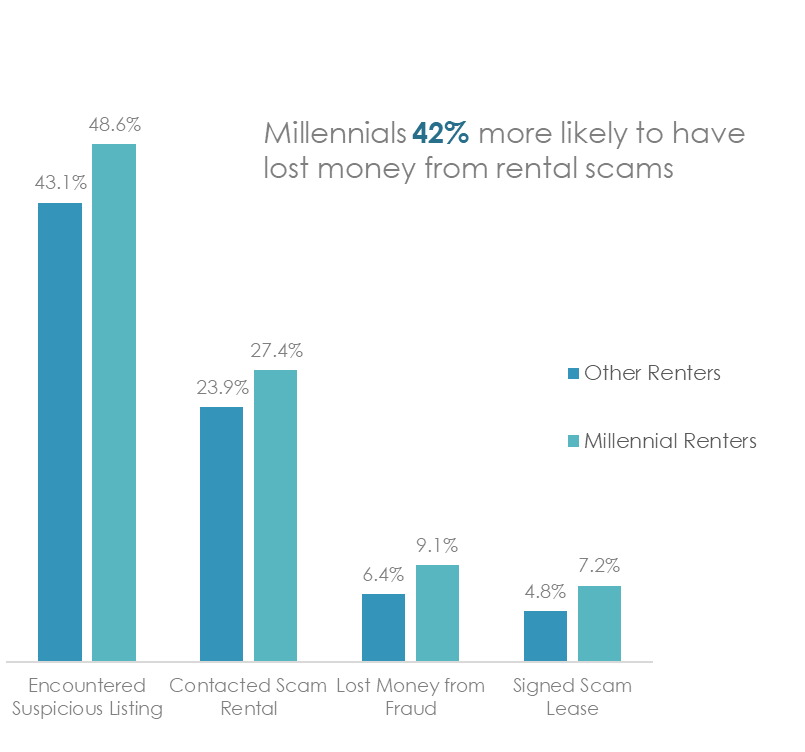 Millennials 42% more likely to have
lost money from rental scams
48.6%
43.1%
27.4%
23.9%
9.1%
6.4%
7.2%
4.8%
Other Renters
Millennial Renters
Encountered
Suspicious Listing
Contacted Scam
Rental
Lost Money from
Fraud
Signed Scam
Lease